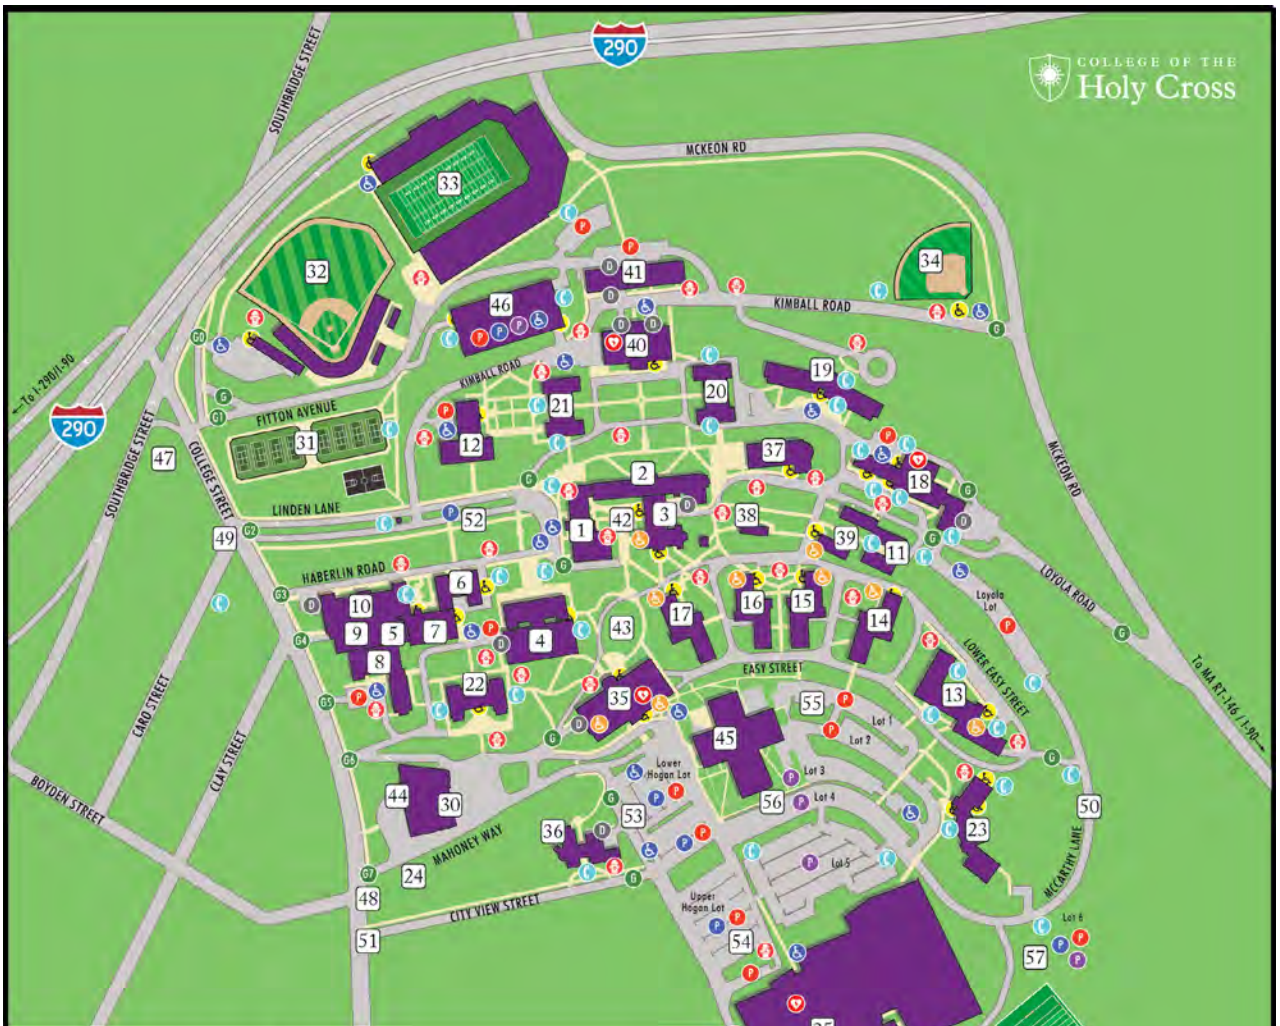 290
COLLEGE OF THE
Holy Cross
SOUTHBRIDGE STREET
MCKEON RD
33
32
34
41
46
KIMBALL ROAD
40
KIMBALL ROAD
19
20
21
←To I-290/I-90
290
FITTON AVENUE
31
12
37
47
SOUTHBRIDGE STREET
COLLEGE STREET
MCKEON RD
2
18
LINDEN LANE
52
1
42
3
38
39
11
49
G0
G1
G2
G3
G4
G5
G6
G7
HABERLIN ROAD
10
6
9
5
7
8
4
43
17
16
15
14
Loyola
Lot
LOYOLA ROAD
EASY STREET
LOWER EASY STREET
To MA RT-146 / I-90→
22
35
13
CARO STREET
CLAY STREET
BOYDEN STREET
45
55
Lot 1
Lot 2
Lot 3
Lot 4
Lot 5
56
Lower
Hogan Lot
53
44
30
36
MAHONEY WAY
24
23
50
MCCARTHY LANE
48
CITY VIEW STREET
51
Upper
Hogan Lot
54
Lot 6
57
25